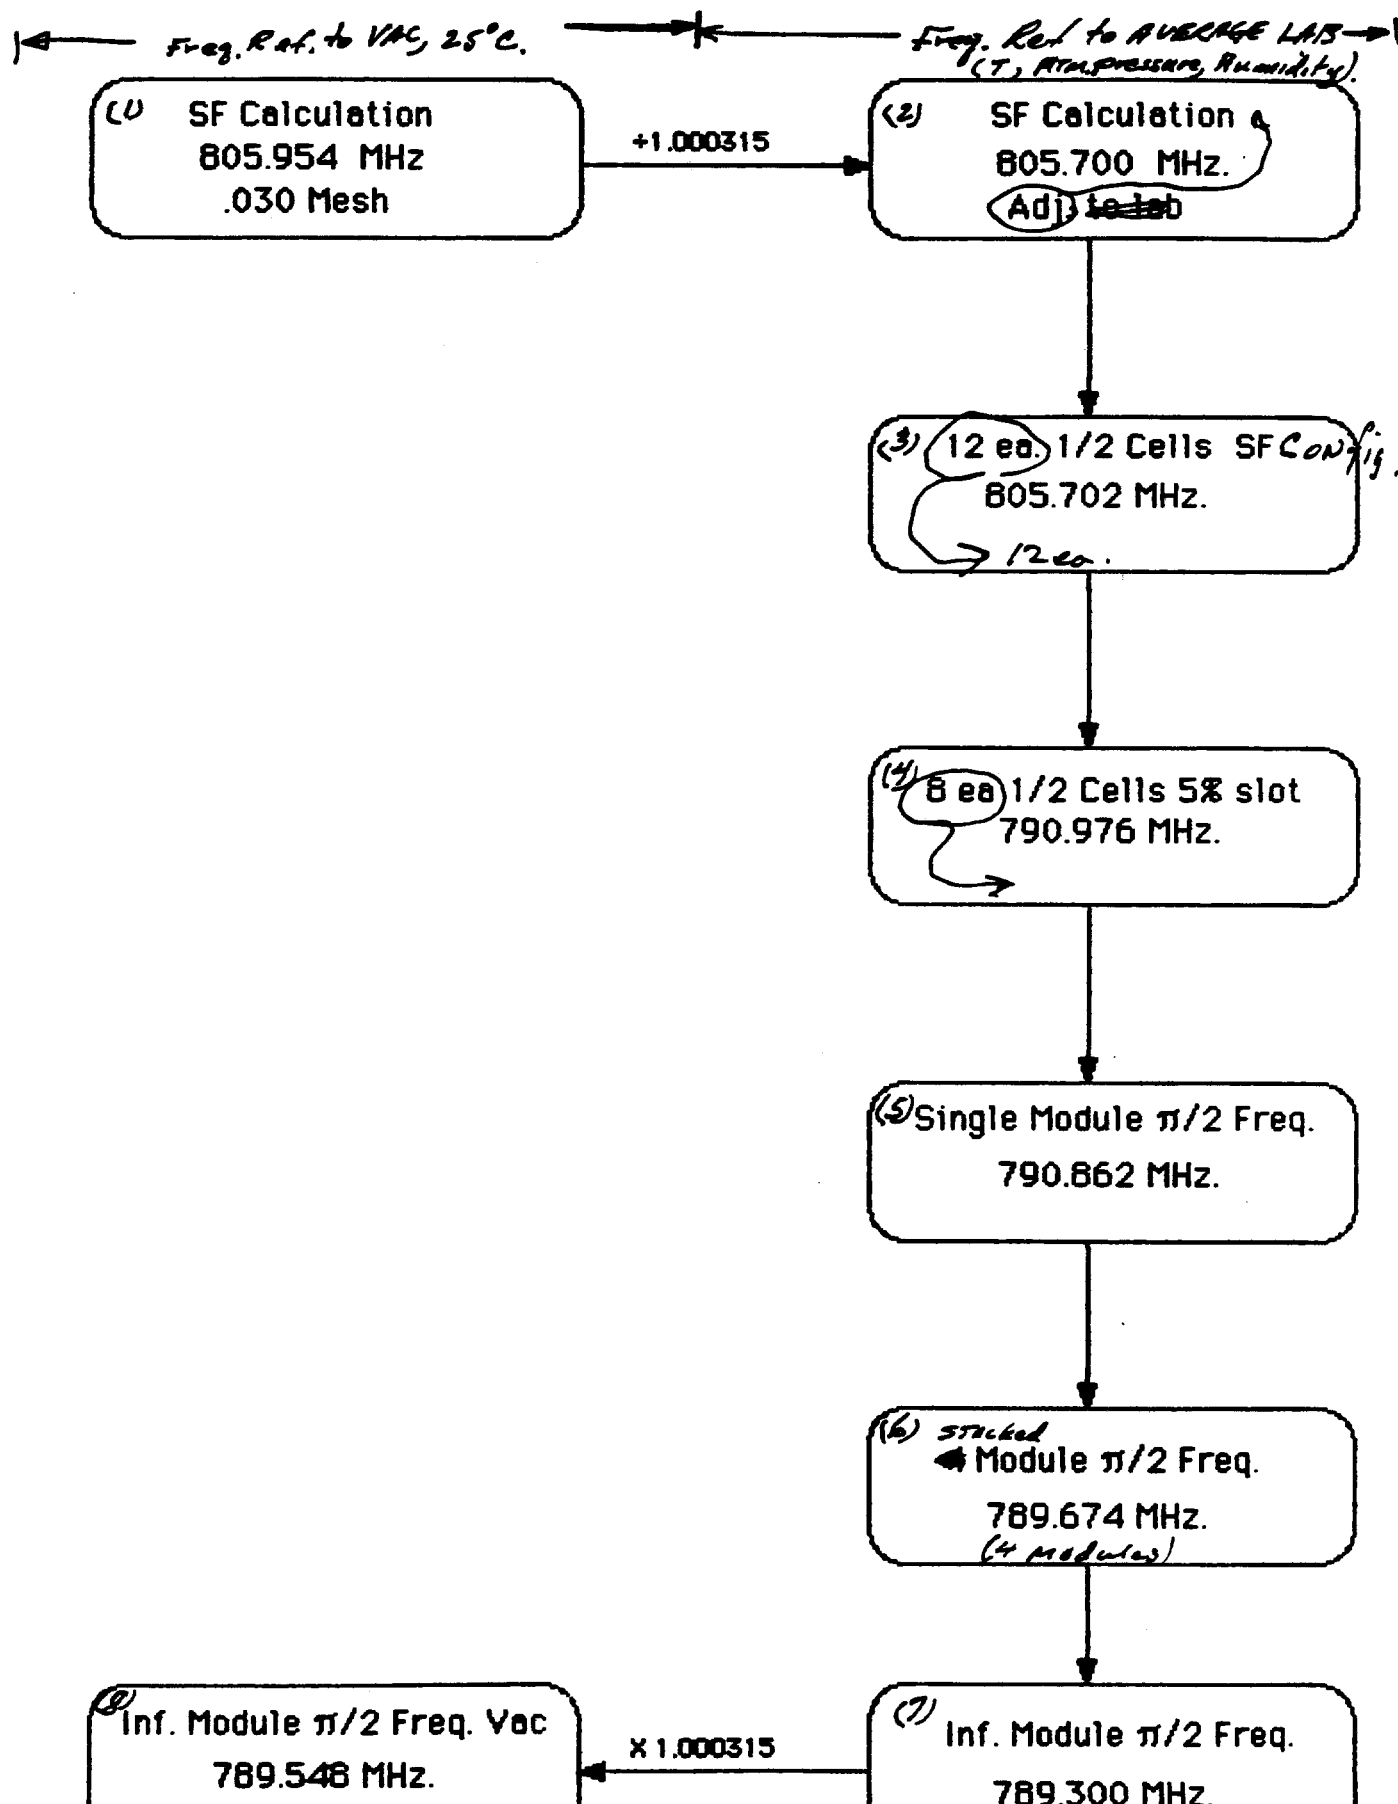 Freq. Ref. to VAC, 25°C.
Freq. Ref to AVERAGE LAB
(T, Atm. pressure, Humidity).
(1) SF Calculation
805.954 MHz
.030 Mesh
÷1.000315
(2) SF Calculation
805.700 MHz.
Adj. to lab
(3) 12 ea. 1/2 Cells SF Config.
805.702 MHz.
12 ea.
(4) 8 ea 1/2 Cells 5% slot
790.976 MHz.
(5) Single Module π/2 Freq.
790.862 MHz.
(6) stacked
Module π/2 Freq.
789.674 MHz.
(4 modules)
(8) Inf. Module π/2 Freq. Vac
789.548 MHz.
X 1.000315
(7) Inf. Module π/2 Freq.
789.300 MHz.